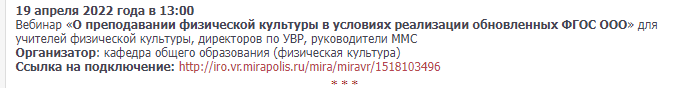 19 апреля 2022 года в 13:00
Вебинар «О преподавании физической культуры в условиях реализации обновленных ФГОС ООО» для
учителей физической культуры, директоров по УВР, руководители ММС
Организатор: кафедра общего образования (физическая культура)
Ссылка на подключение: http://iro.vr.mirapolis.ru/mira/miravr/1518103496
* * *